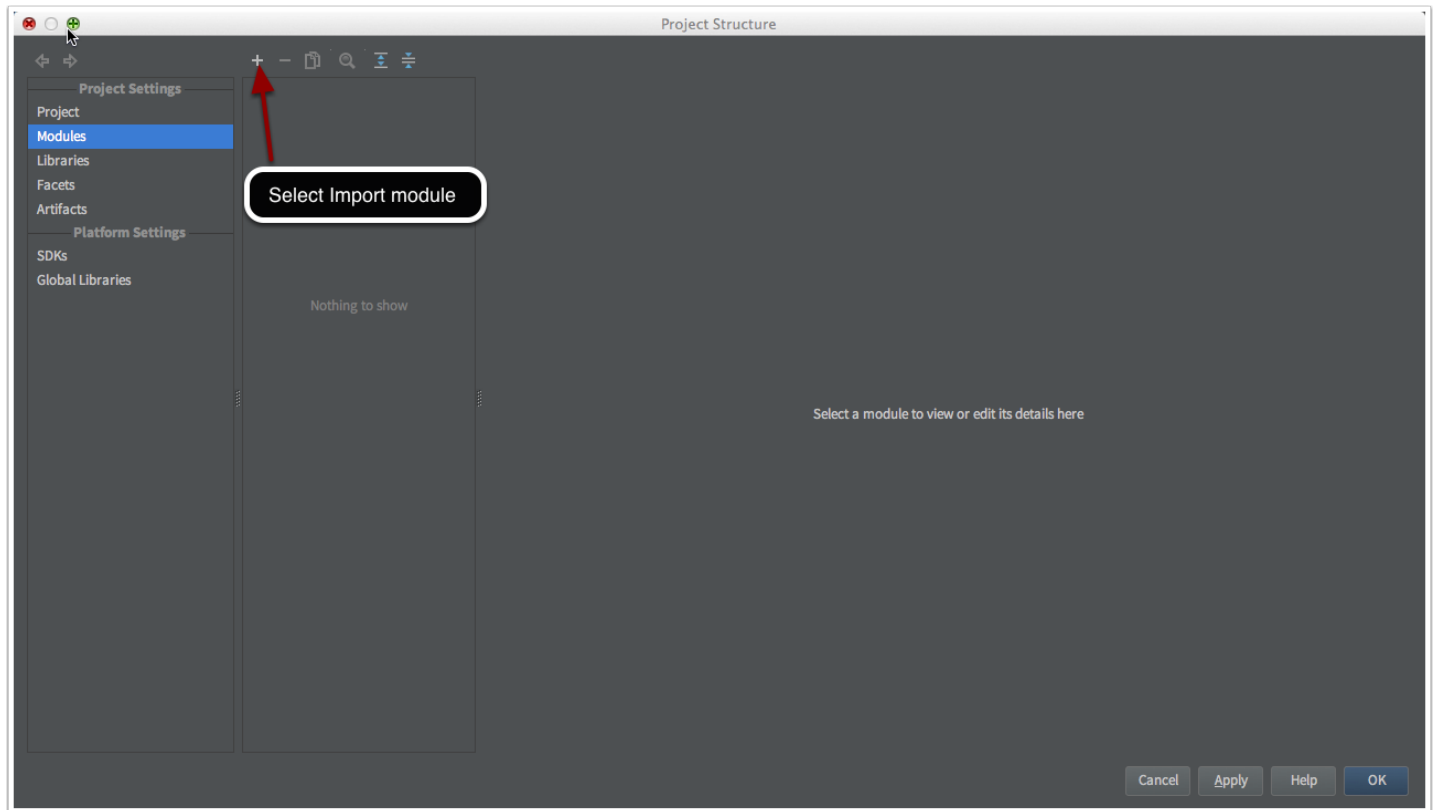 Project Structure
Project Settings
Project
Modules
Libraries
Facets
Artifacts
Platform Settings
SDKs
Global Libraries
Select Import module
Nothing to show
Select a module to view or edit its details here
Cancel Apply Help OK